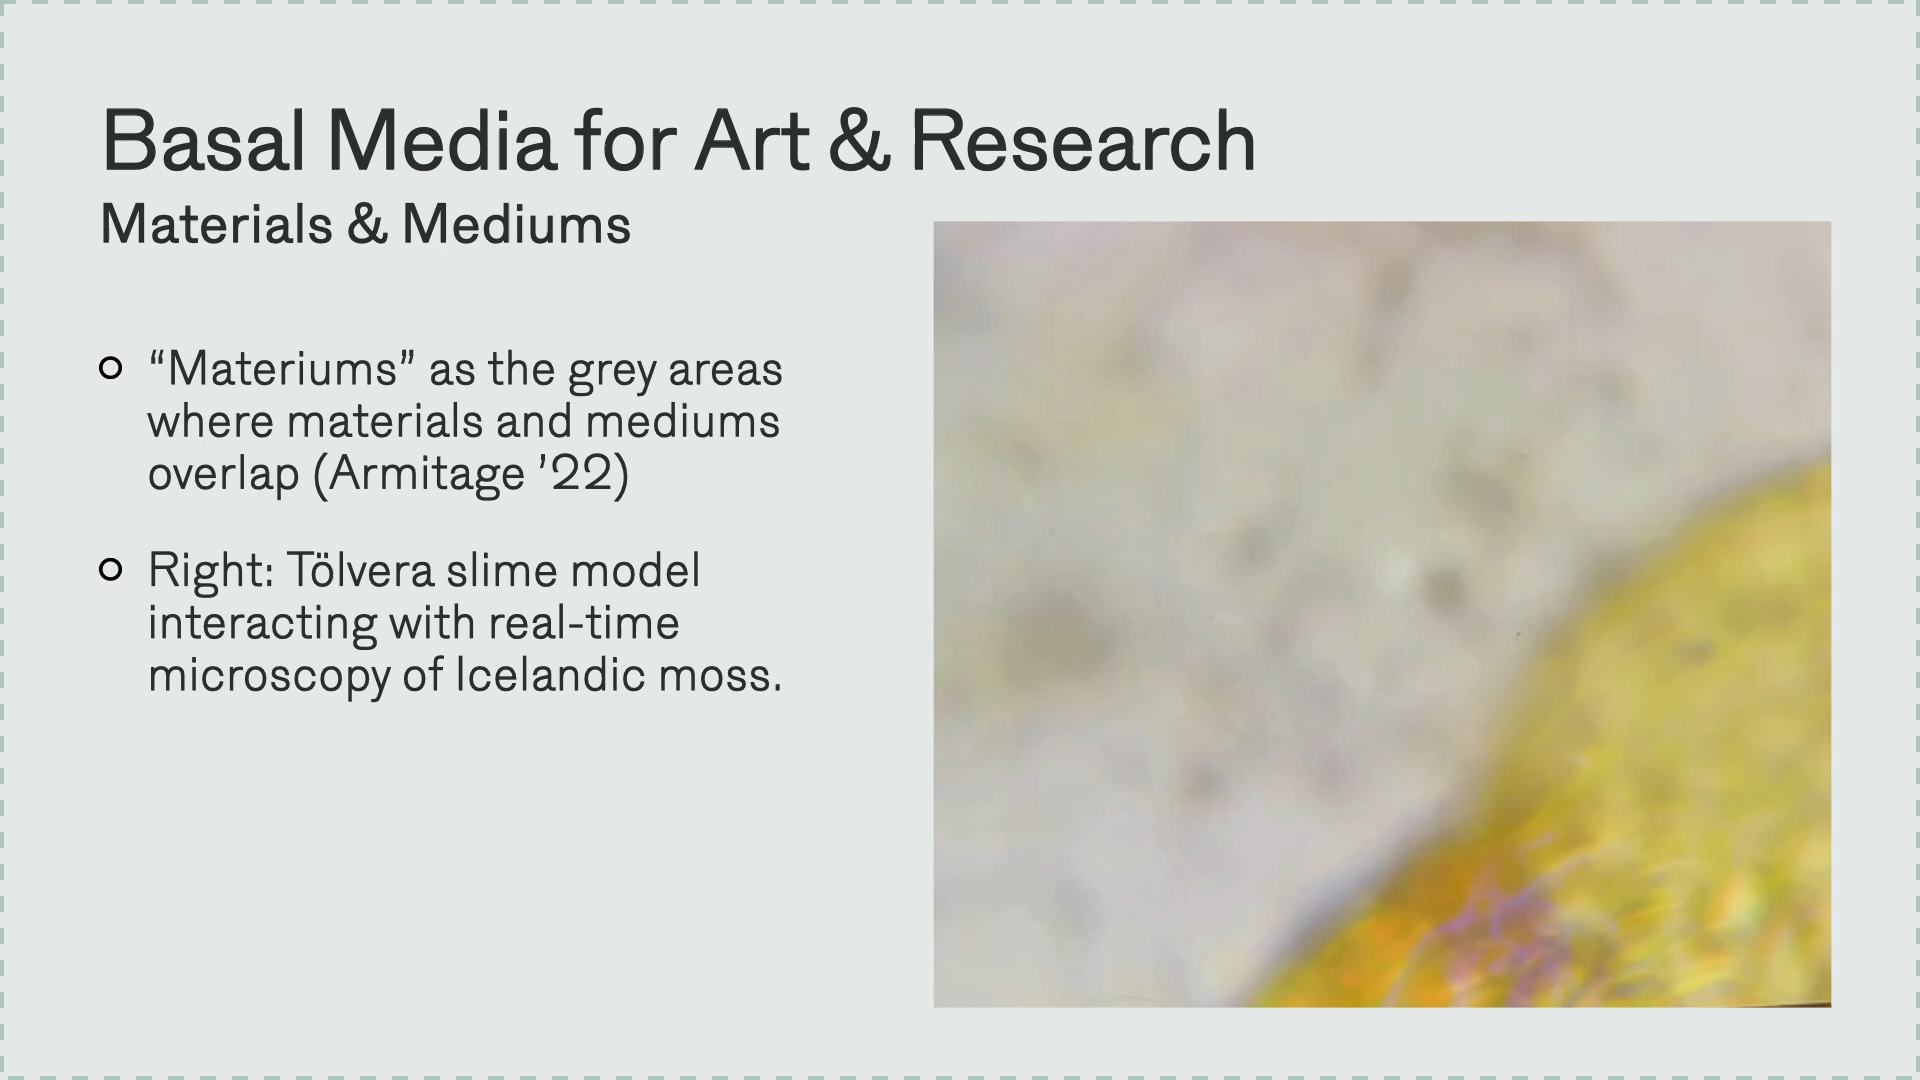 Basal Media for Art & Research
Materials & Mediums
“Materiums” as the grey areas
where materials and mediums
overlap (Armitage ’22)
Right: Tölvera slime model
interacting with real-time
microscopy of Icelandic moss.